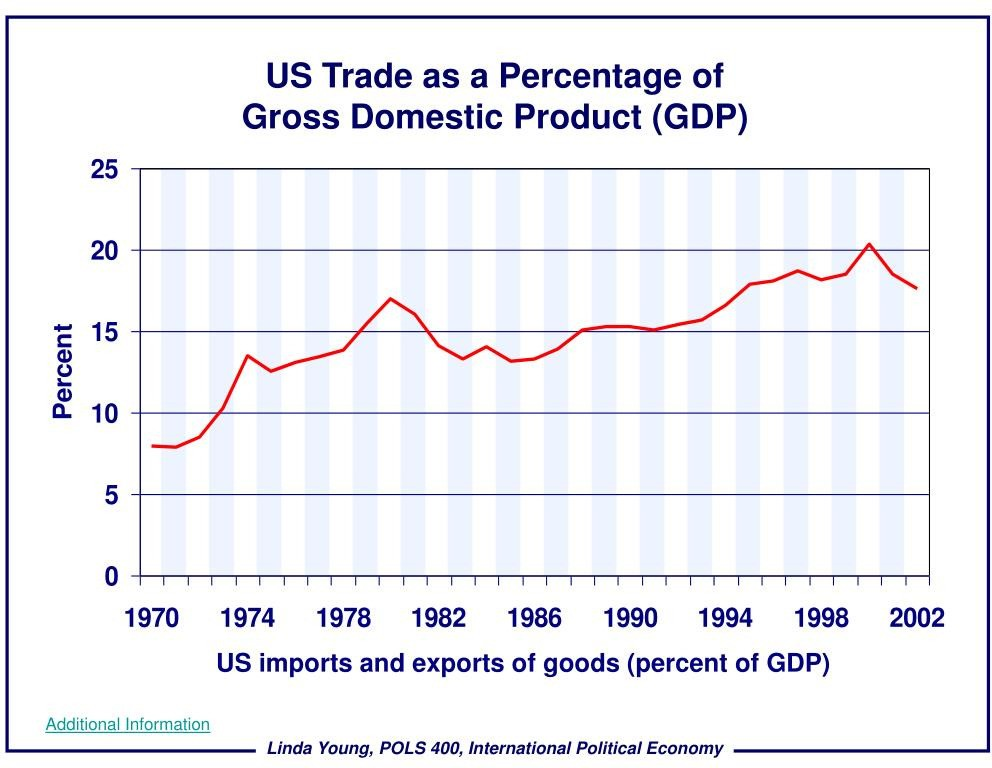 US Trade as a Percentage of
Gross Domestic Product (GDP)
25
20
15
10
5
0
Percent
1970 1974 1978 1982 1986 1990 1994 1998 2002
US imports and exports of goods (percent of GDP)
Additional Information
Linda Young, POLS 400, International Political Economy